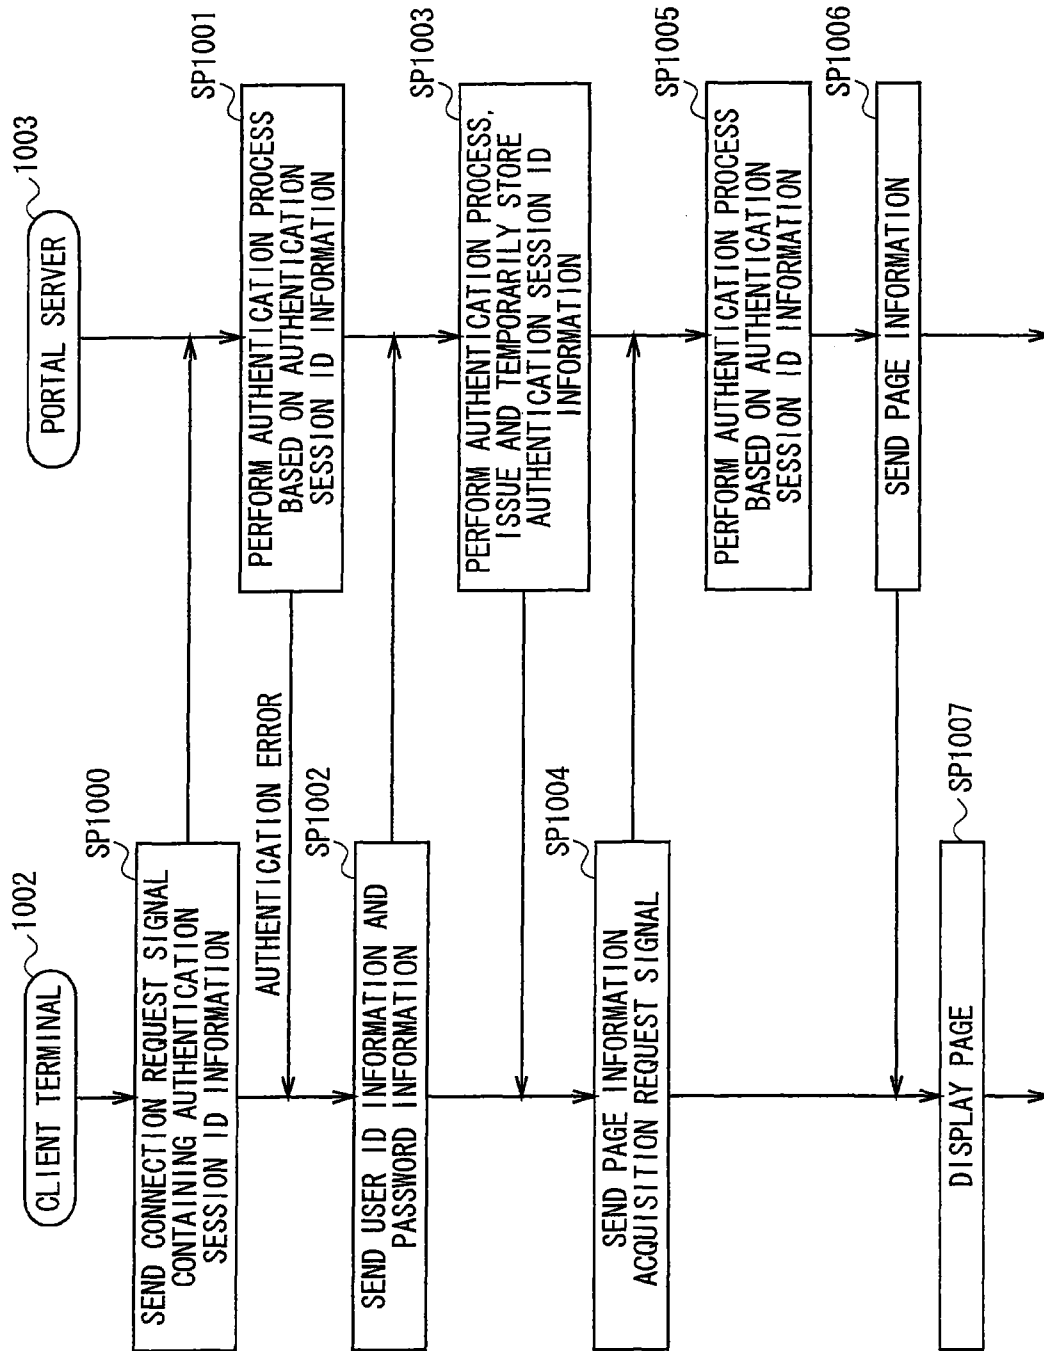 CLIENT TERMINAL
1002
PORTAL SERVER
1003
SP1000
SEND CONNECTION REQUEST SIGNAL
CONTAINING AUTHENTICATION
SESSION ID INFORMATION
SP1001
PERFORM AUTHENTICATION PROCESS
BASED ON AUTHENTICATION
SESSION ID INFORMATION
AUTHENTICATION ERROR
SP1002
SEND USER ID INFORMATION AND
PASSWORD INFORMATION
SP1003
PERFORM AUTHENTICATION PROCESS,
ISSUE AND TEMPORARILY STORE
AUTHENTICATION SESSION ID
INFORMATION
SP1004
SEND PAGE INFORMATION
ACQUISITION REQUEST SIGNAL
SP1005
PERFORM AUTHENTICATION PROCESS
BASED ON AUTHENTICATION
SESSION ID INFORMATION
SP1006
SEND PAGE INFORMATION
SP1007
DISPLAY PAGE